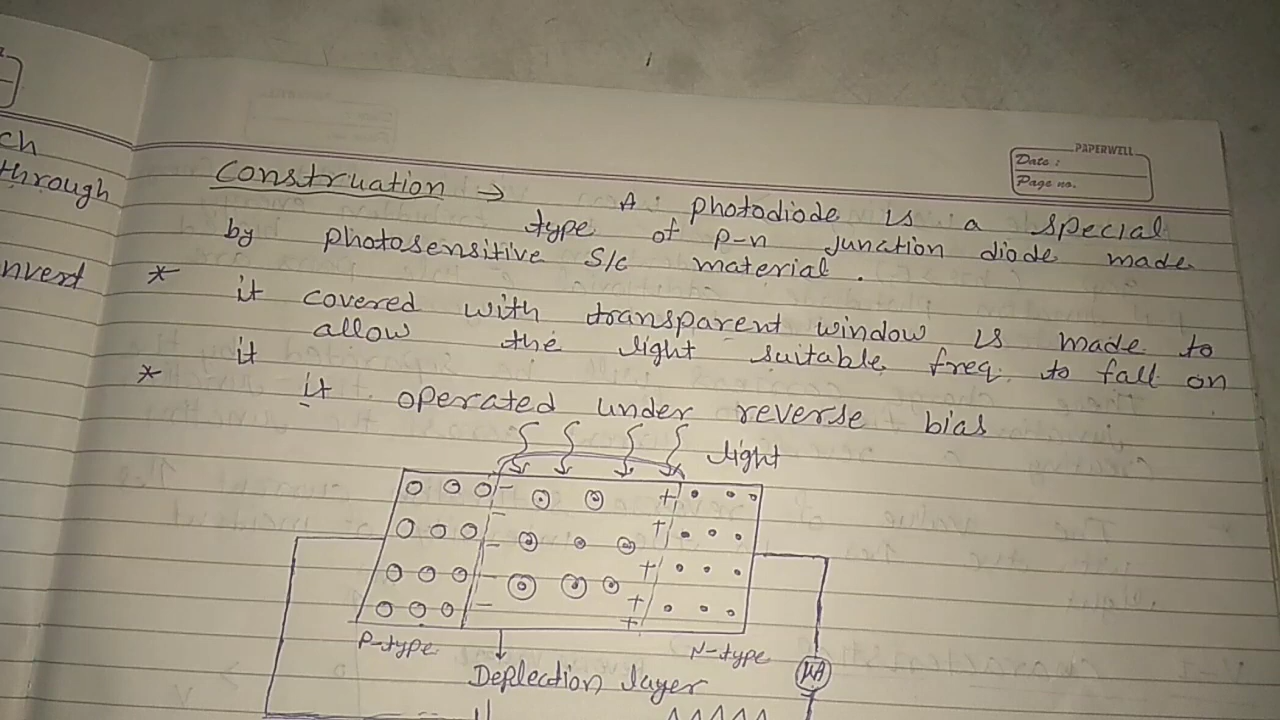 ch
through
nvert
PAPERWELL
Date :
Page no.
Construation → A photodiode is a special
type of p-n junation diode made
by photosensitive S/c material.
* it covered with transparent window is made to
allow the light suitable freq. to fall on
it
* it operated under reverse bias
light
- + 
- +
- +
- +
+
P-type
N-type
Deplection layer
μA